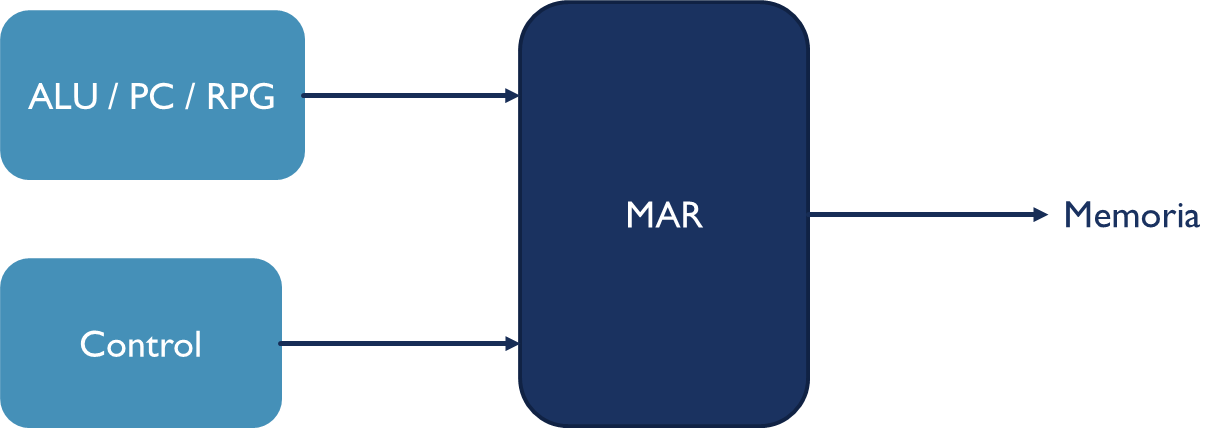 ALU / PC / RPG
MAR
Memoria
Control